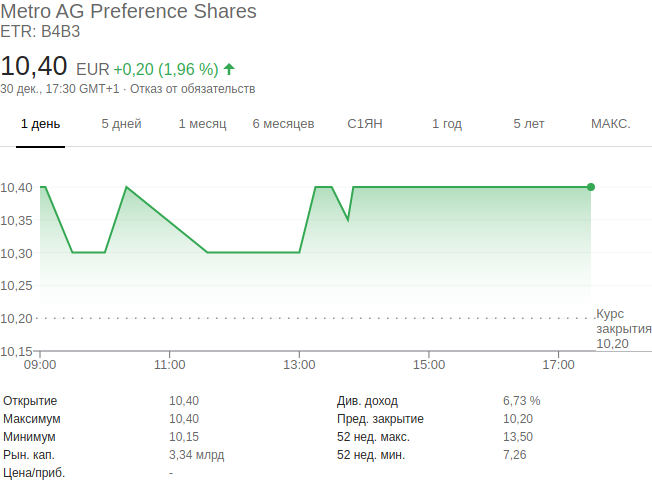 Metro AG Preference Shares
ETR: B4B3
10,40 EUR +0,20 (1,96 %)
30 дек., 17:30 GMT+1 · Отказ от обязательств
1 день 5 дней 1 месяц 6 месяцев С1ЯН 1 год 5 лет МАКС.
10,40
10,35
10,30
10,25
10,20
10,15
Курс
закрытия
10,20
09:00 11:00 13:00 15:00 17:00
Открытие 10,40 Див. доход 6,73 %
Максимум 10,40 Пред. закрытие 10,20
Минимум 10,15 52 нед. макс. 13,50
Рын. кап. 3,34 млрд 52 нед. мин. 7,26
Цена/приб. -